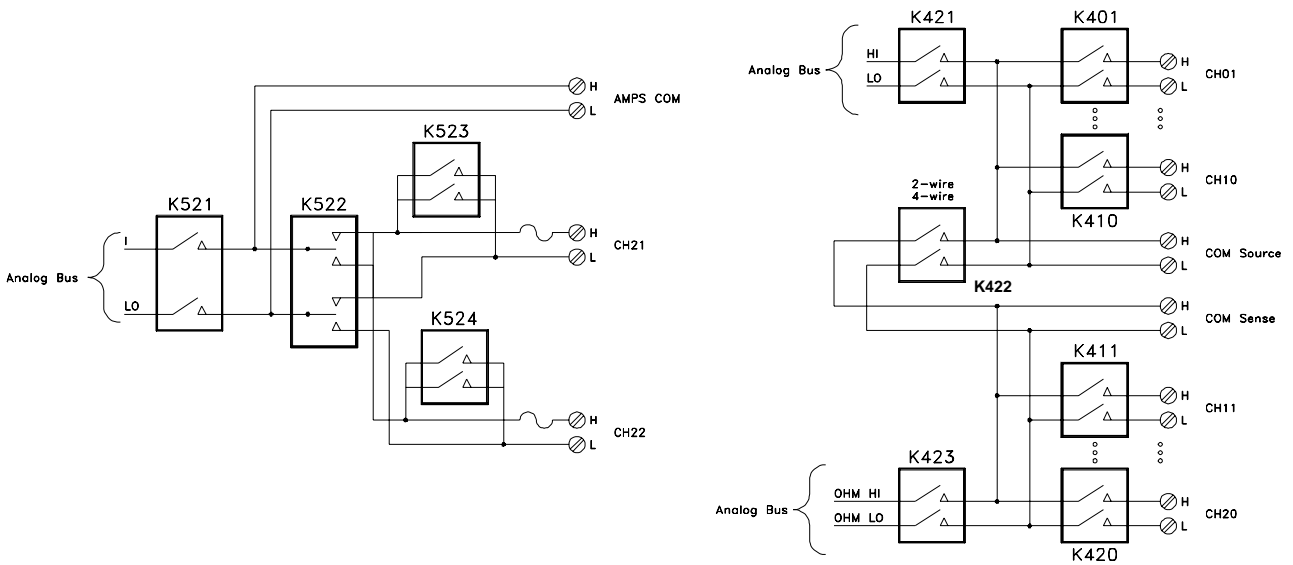 H
L
AMPS COM
K523
K521
K522
Analog Bus
I
LO
H
L
CH21
K524
H
L
CH22
K421
K401
Analog Bus
HI
LO
H
L
CH01
H
L
CH10
K410
2-wire
4-wire
K422
H
L
COM Source
H
L
COM Sense
K411
H
L
CH11
K423
Analog Bus
OHM HI
OHM LO
H
L
CH20
K420